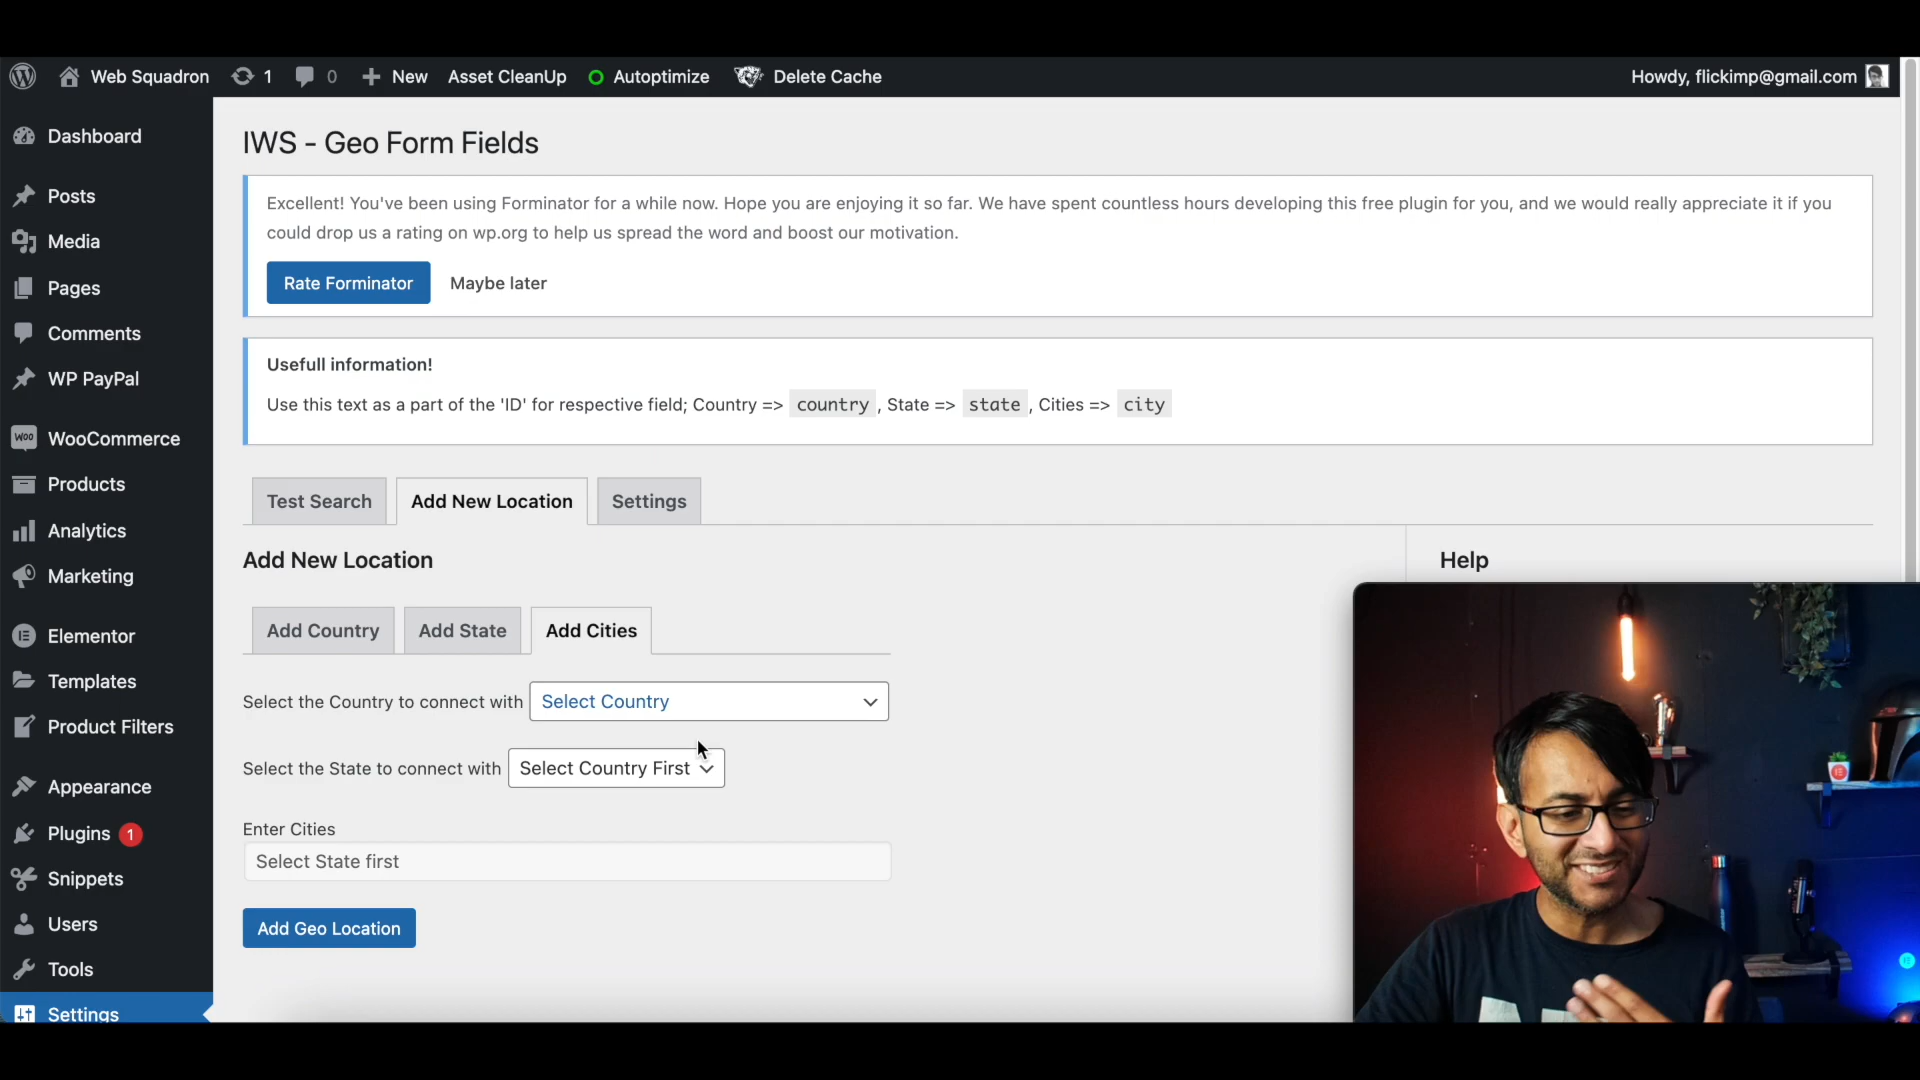 Web Squadron 1 0 New Asset CleanUp Autoptimize Delete Cache Howdy, flickimp@gmail.com
Dashboard
Posts
Media
Pages
Comments
WP PayPal
WooCommerce
Products
Analytics
Marketing
Elementor
Templates
Product Filters
Appearance
Plugins 1
Snippets
Users
Tools
Settings
IWS - Geo Form Fields
Excellent! You've been using Forminator for a while now. Hope you are enjoying it so far. We have spent countless hours developing this free plugin for you, and we would really appreciate it if you
could drop us a rating on wp.org to help us spread the word and boost our motivation.
Rate Forminator Maybe later
Usefull information!
Use this text as a part of the 'ID' for respective field; Country => country , State => state , Cities => city
Test Search Add New Location Settings
Add New Location
Help
Add Country Add State Add Cities
Select the Country to connect with Select Country
Select the State to connect with Select Country First
Enter Cities
Select State first
Add Geo Location